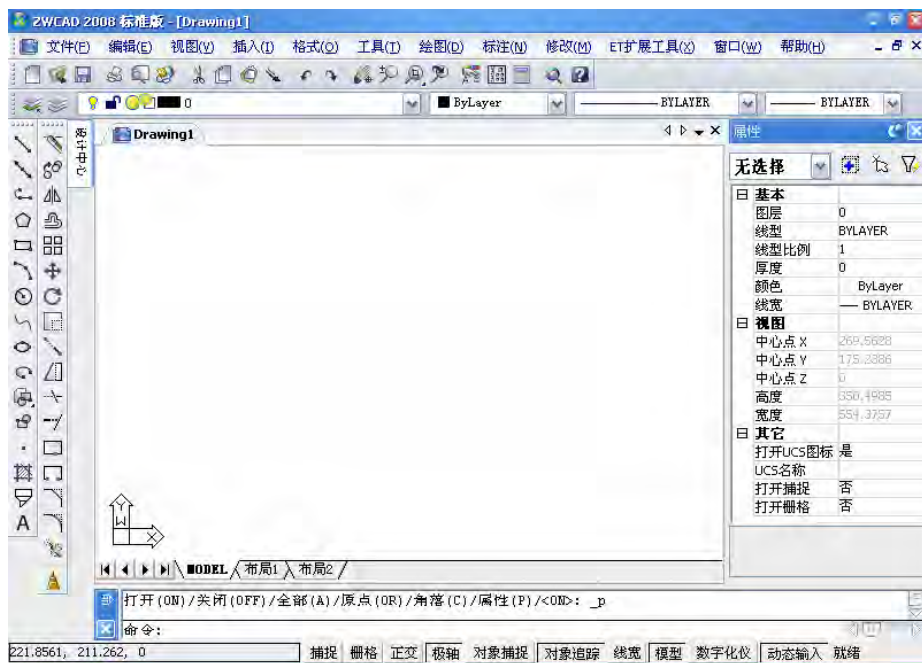 ZWCAD 2008 标准版 - [Drawing1]
文件(F) 编辑(E) 视图(V) 插入(I) 格式(O) 工具(T) 绘图(D) 标注(N) 修改(M) ET扩展工具(X) 窗口(W) 帮助(H)
0 ByLayer BYLAYER BYLAYER
设计中心
Drawing1
属性
无选择
基本
图层 0
线型 BYLAYER
线型比例 1
厚度 0
颜色 ByLayer
线宽 BYLAYER
视图
中心点 X 269.5628
中心点 Y 175.2386
中心点 Z 0
高度 350.4985
宽度 554.3757
其它
打开UCS图标 是
UCS名称
打开捕捉 否
打开栅格 否
A
Y
W
X
MODEL 布局1 布局2
打开(ON)/关闭(OFF)/全部(A)/原点(OR)/角落(C)/属性(P)/<ON>: _p
命令:
221.8561, 211.262, 0 捕捉 栅格 正交 极轴 对象捕捉 对象追踪 线宽 模型 数字化仪 动态输入 就绪